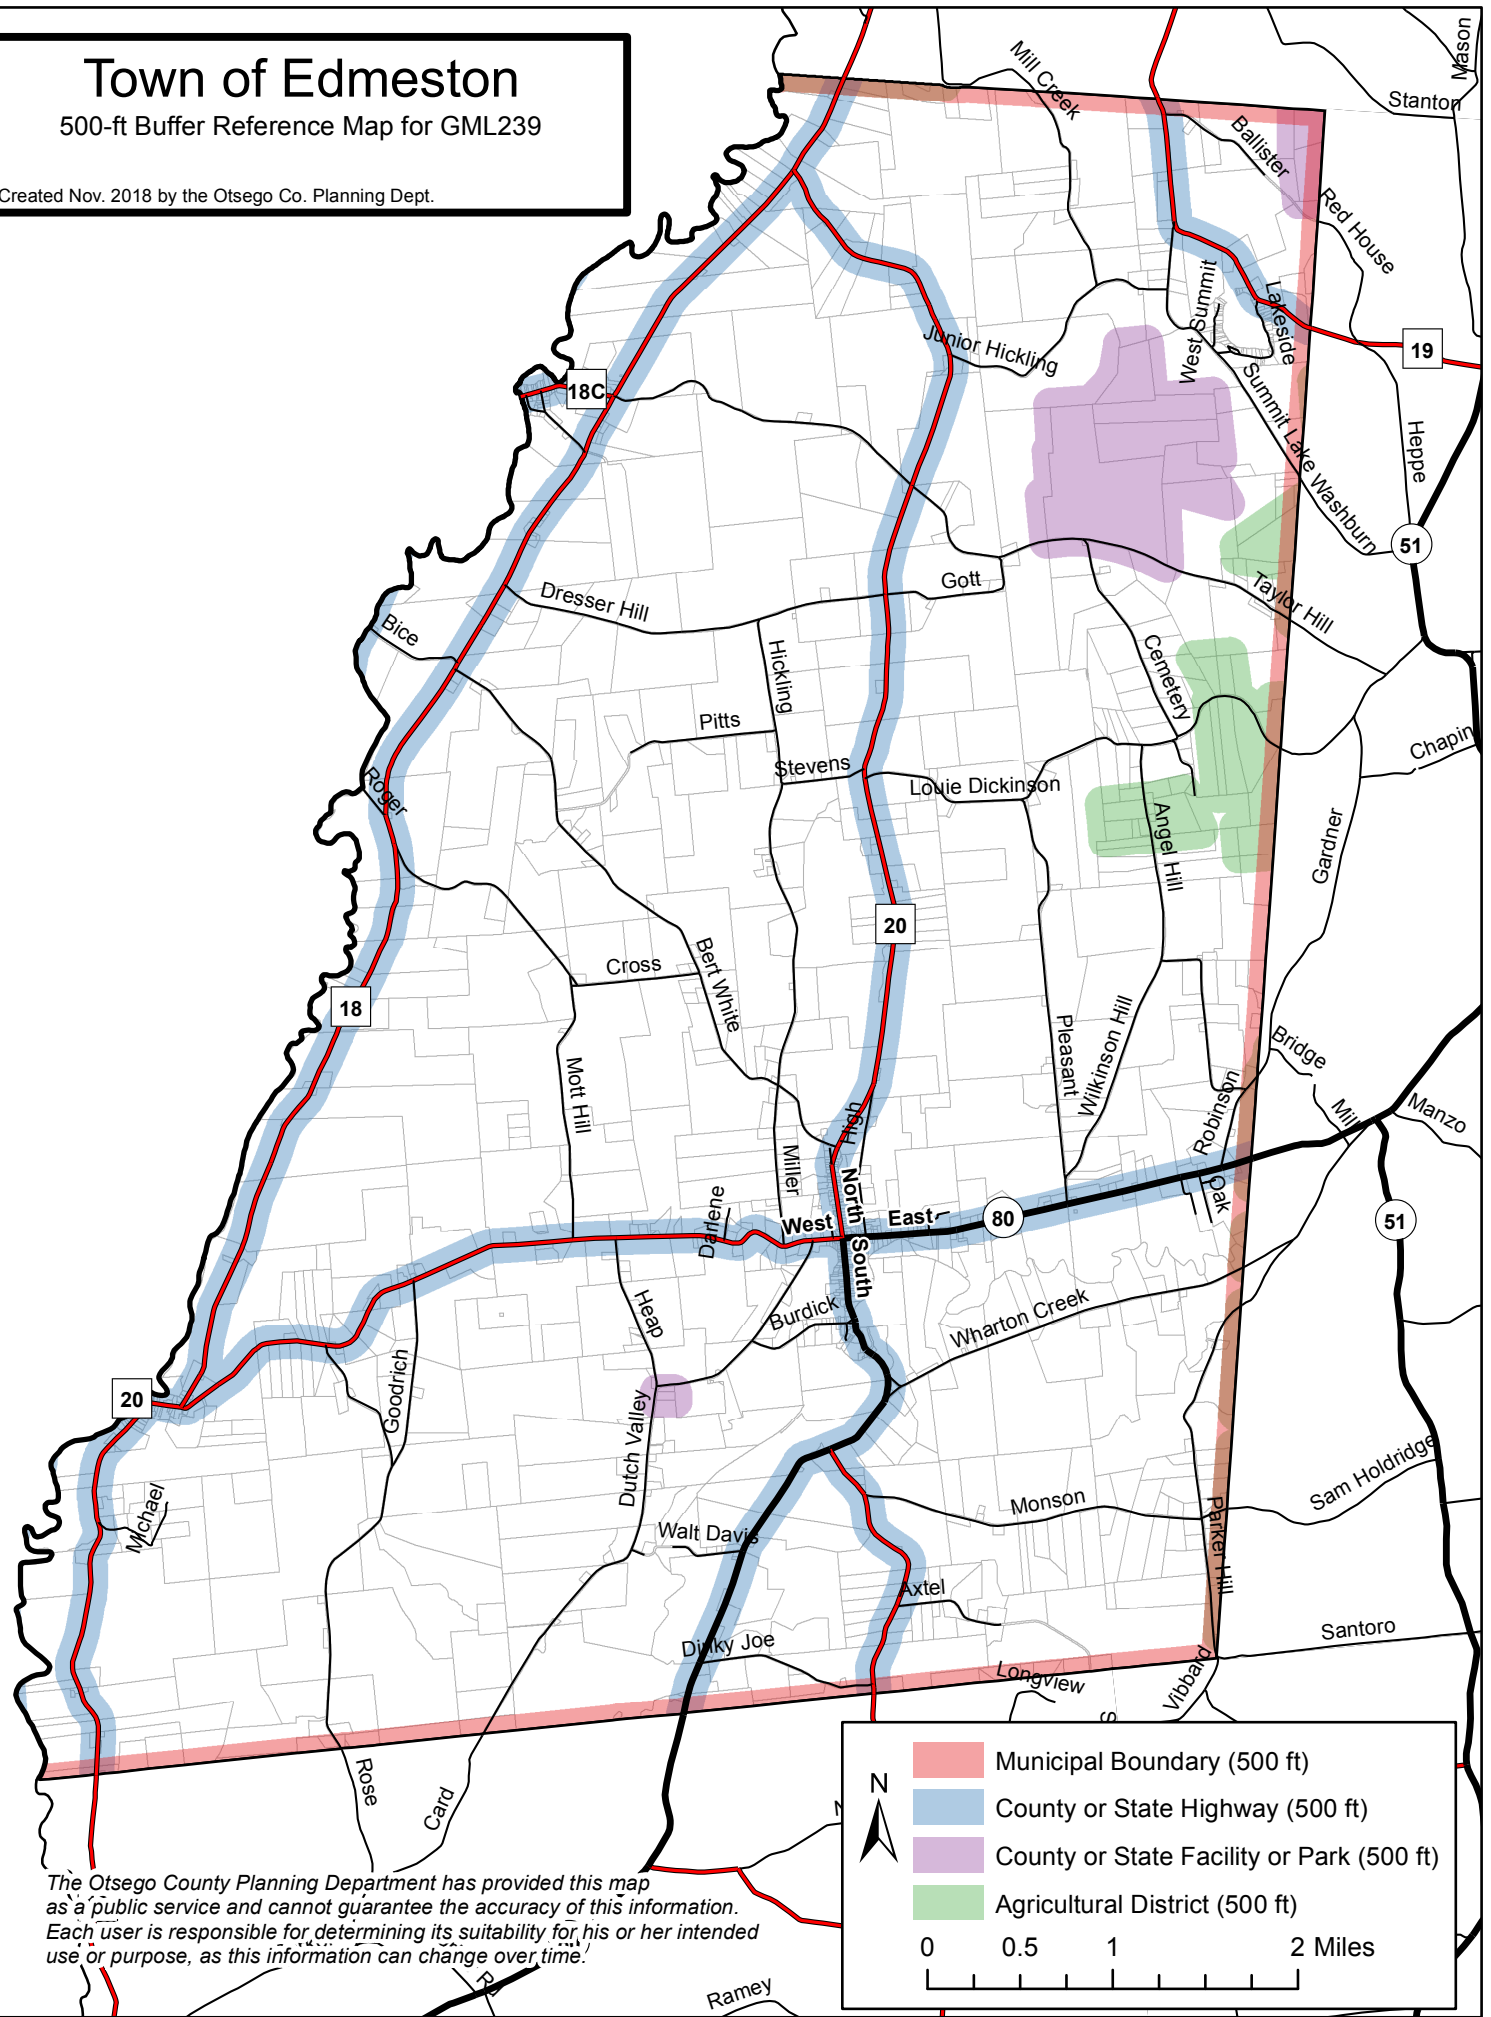 Town of Edmeston
500-ft Buffer Reference Map for GML239
Created Nov. 2018 by the Otsego Co. Planning Dept.
Mason
Mill Creek
Stanton
Ballister
Red House
West Summit
Lakeside
Junior Hickling
19
18C
Summit Lake Washburn
Heppe
51
Gott
Dresser Hill
Taylor Hill
Bice
Hickling
Cemetery
Pitts
Chapin
Stevens
Louie Dickinson
Roger
Angel Hill
Gardner
20
Bert White
Cross
18
Pleasant
Wilkinson Hill
Bridge
Mott Hill
Robinson
Mill
Manzo
High
Miller
North
Darlene
West
East
80
Oak
51
South
Heap
Burdick
Wharton Creek
Goodrich
20
Dutch Valley
Michael
Monson
Sam Holdridge
Walt Davis
Parker Hill
Axtel
Dinky Joe
Santoro
Longview
Vibbard
S
Rose
Card
N
Municipal Boundary (500 ft)
County or State Highway (500 ft)
County or State Facility or Park (500 ft)
Agricultural District (500 ft)
0 0.5 1 2 Miles
The Otsego County Planning Department has provided this map
as a public service and cannot guarantee the accuracy of this information.
Each user is responsible for determining its suitability for his or her intended
use or purpose, as this information can change over time.
Ramey